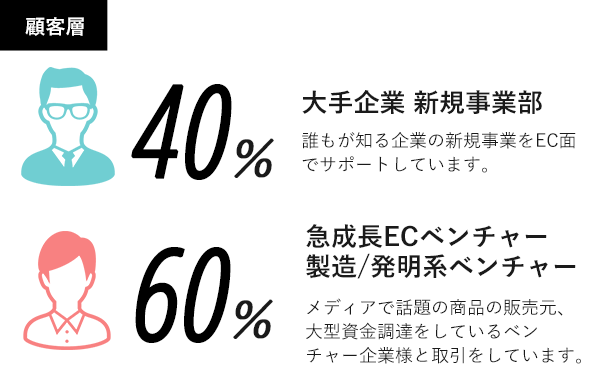 顧客層
40%
大手企業 新規事業部
誰もが知る企業の新規事業をEC面
でサポートしています。
60%
急成長ECベンチャー
製造/発明系ベンチャー
メディアで話題の商品の販売元、
大型資金調達をしているベン
チャー企業様と取引をしています。